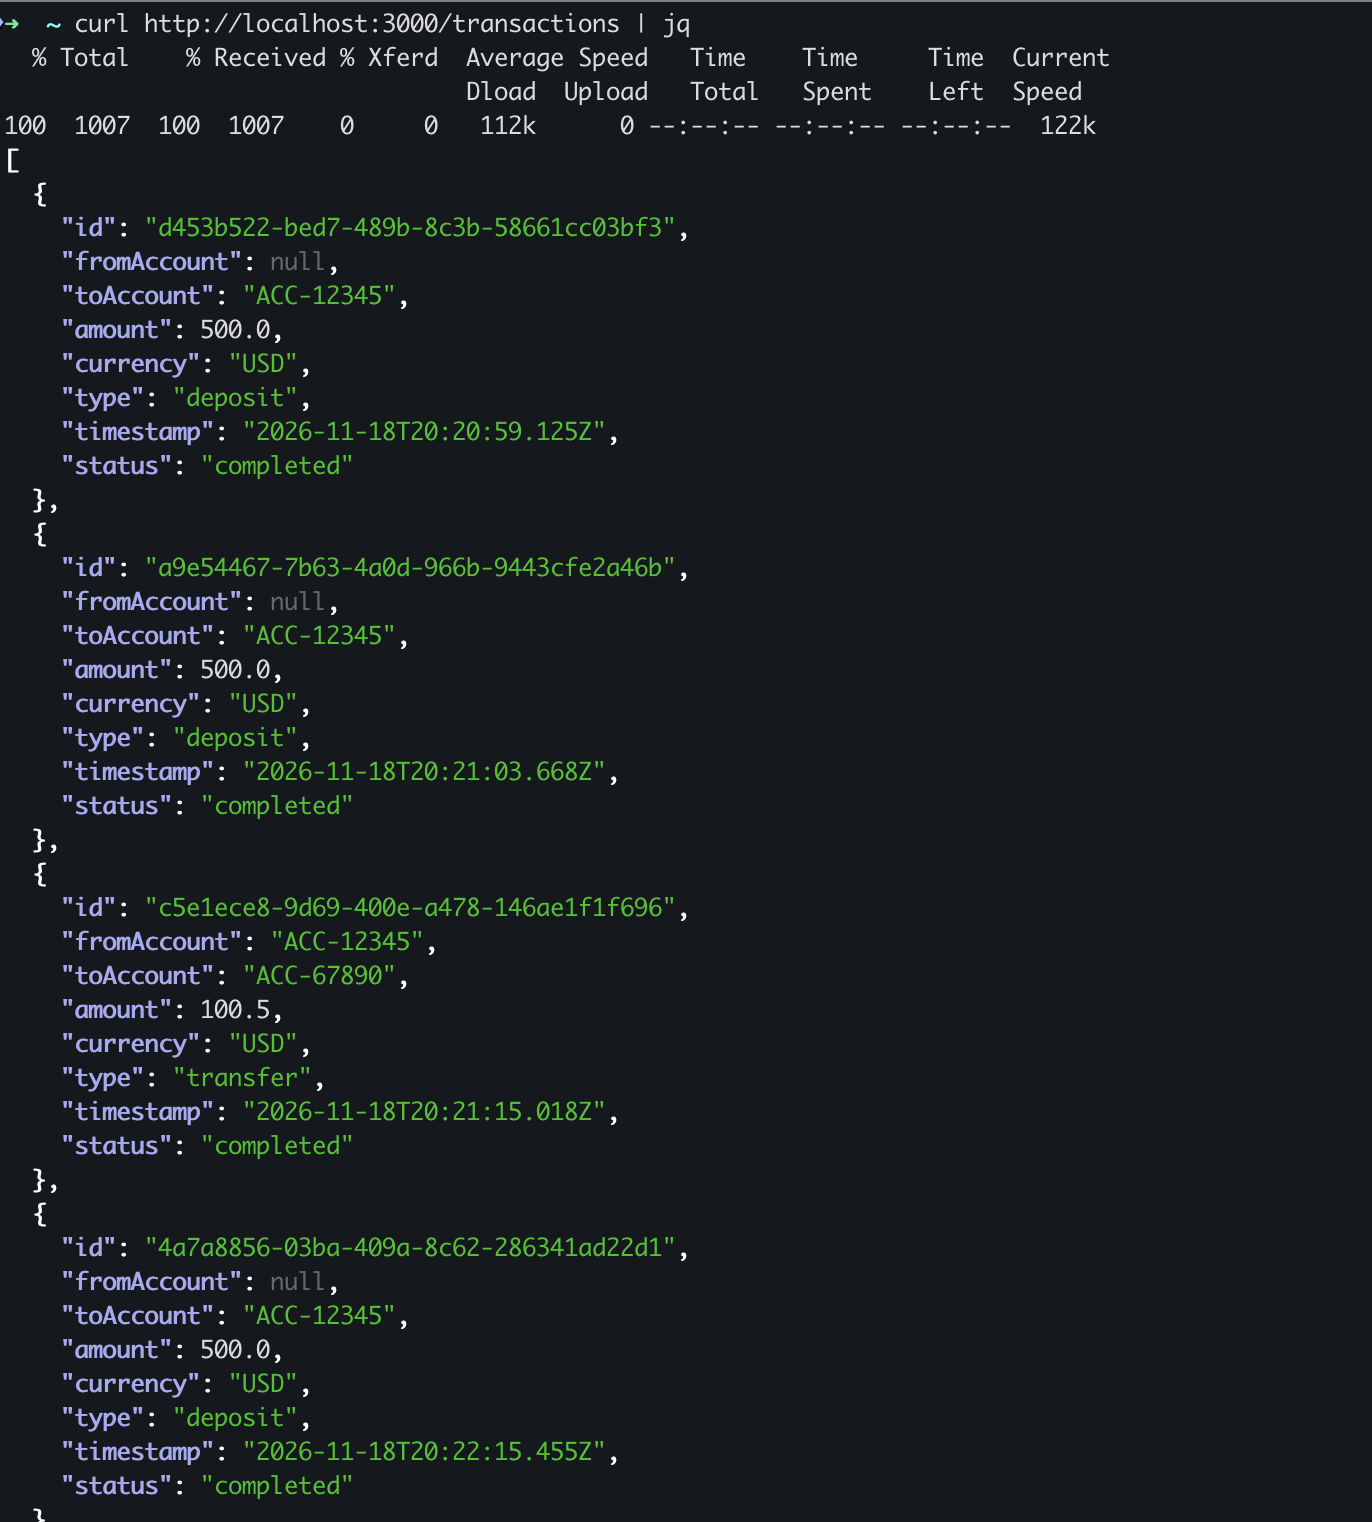 ➜  ~ curl http://localhost:3000/transactions | jq
  % Total    % Received % Xferd  Average Speed   Time    Time     Time  Current
                                 Dload  Upload   Total   Spent    Left  Speed
100  1007  100  1007    0     0   112k      0 --:--:-- --:--:-- --:--:--  122k
[
  {
    "id": "d453b522-bed7-489b-8c3b-58661cc03bf3",
    "fromAccount": null,
    "toAccount": "ACC-12345",
    "amount": 500.0,
    "currency": "USD",
    "type": "deposit",
    "timestamp": "2026-11-18T20:20:59.125Z",
    "status": "completed"
  },
  {
    "id": "a9e54467-7b63-4a0d-966b-9443cfe2a46b",
    "fromAccount": null,
    "toAccount": "ACC-12345",
    "amount": 500.0,
    "currency": "USD",
    "type": "deposit",
    "timestamp": "2026-11-18T20:21:03.668Z",
    "status": "completed"
  },
  {
    "id": "c5e1ece8-9d69-400e-a478-146ae1f1f696",
    "fromAccount": "ACC-12345",
    "toAccount": "ACC-67890",
    "amount": 100.5,
    "currency": "USD",
    "type": "transfer",
    "timestamp": "2026-11-18T20:21:15.018Z",
    "status": "completed"
  },
  {
    "id": "4a7a8856-03ba-409a-8c62-286341ad22d1",
    "fromAccount": null,
    "toAccount": "ACC-12345",
    "amount": 500.0,
    "currency": "USD",
    "type": "deposit",
    "timestamp": "2026-11-18T20:22:15.455Z",
    "status": "completed"
  }